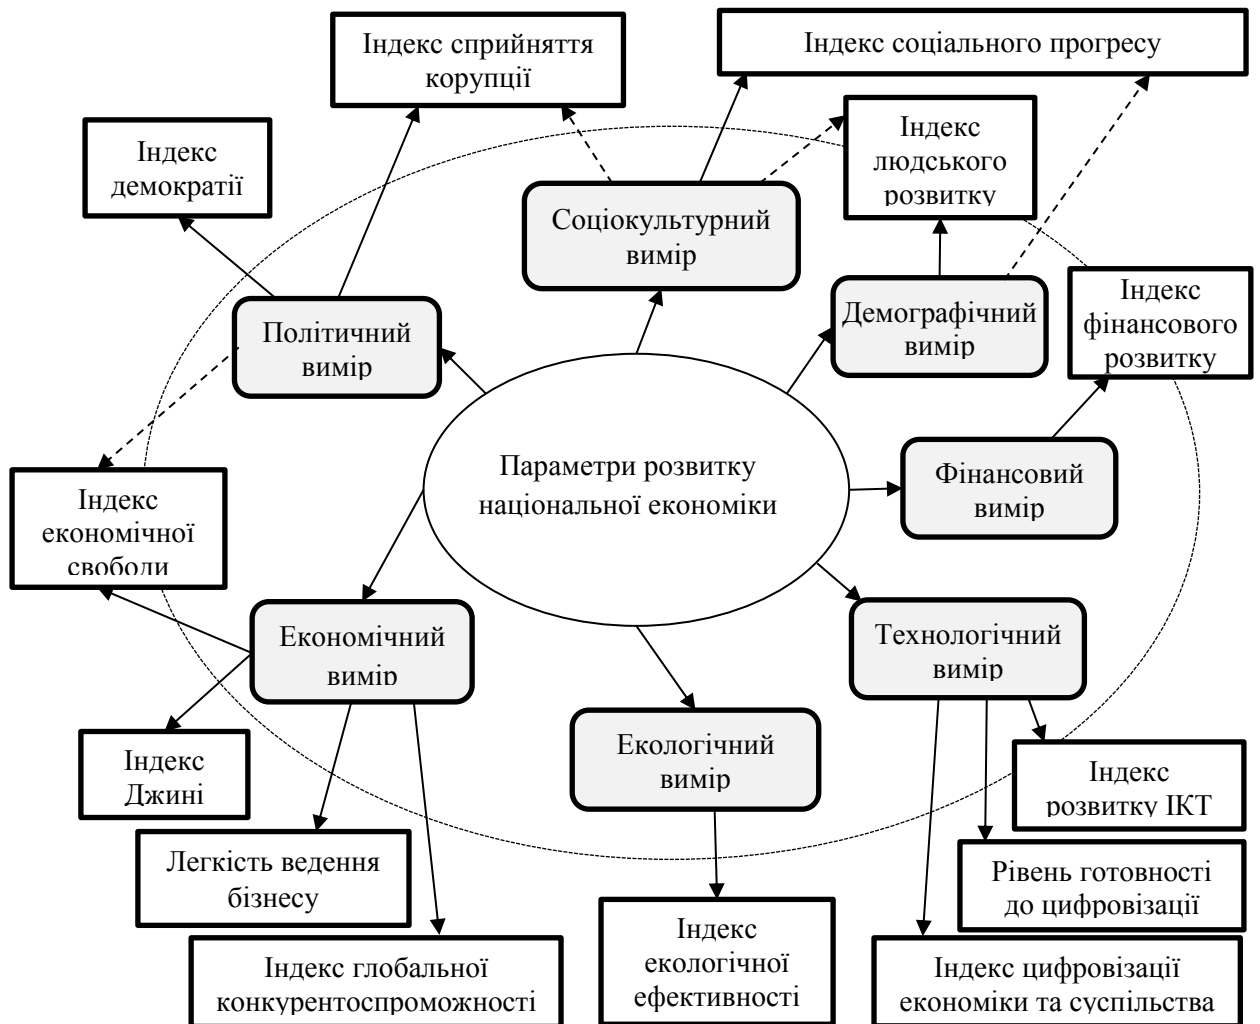 Індекс сприйняття
корупції
Індекс соціального прогресу
Індекс
демократії
Індекс
людського
розвитку
Соціокультурний
вимір
Політичний
вимір
Демографічний
вимір
Індекс
фінансового
розвитку
Параметри розвитку
національної економіки
Фінансовий
вимір
Індекс
економічної
свободи
Економічний
вимір
Технологічний
вимір
Екологічний
вимір
Індекс
Джині
Індекс
розвитку ІКТ
Легкість ведення
бізнесу
Рівень готовності
до цифровізації
Індекс глобальної
конкурентоспроможності
Індекс
екологічної
ефективності
Індекс цифровізації
економіки та суспільства